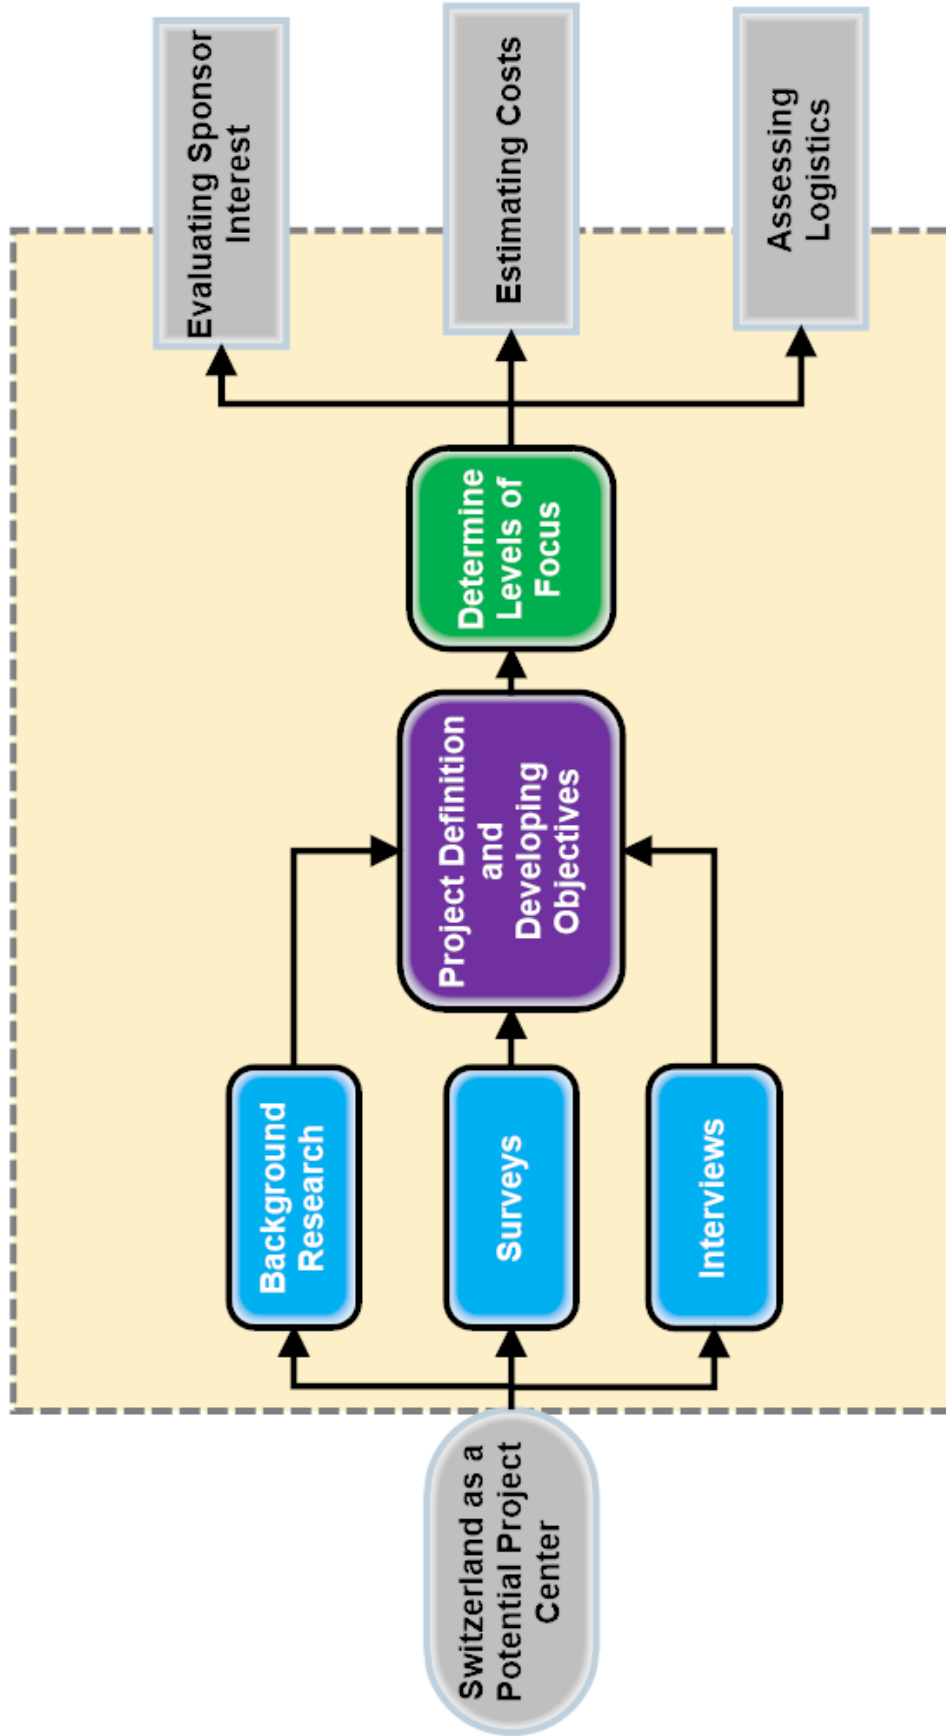 Switzerland as a
Potential Project
Center
Background
Research
Surveys
Interviews
Project Definition
and
Developing
Objectives
Determine
Levels of
Focus
Evaluating Sponsor
Interest
Estimating Costs
Assessing
Logistics